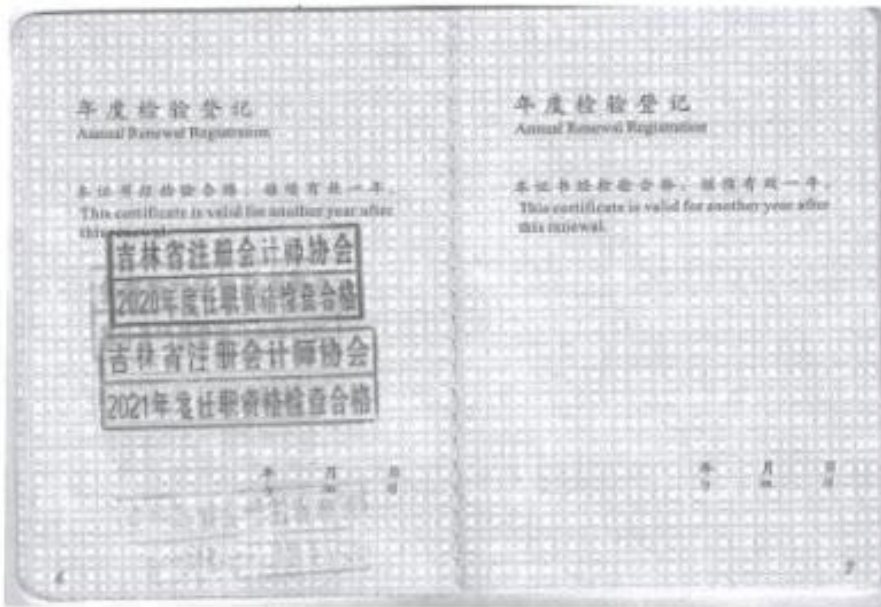 年度检验登记
Annual Renewal Registration
本证书经检验合格，继续有效一年。
This certificate is valid for another year after
this renewal.
吉林省注册会计师协会
2020年度任职资格检查合格
吉林省注册会计师协会
2021年度任职资格检查合格
年 月 日
y m d
6
年度检验登记
Annual Renewal Registration
本证书经检验合格，继续有效一年。
This certificate is valid for another year after
this renewal.
年 月 日
y m d
7